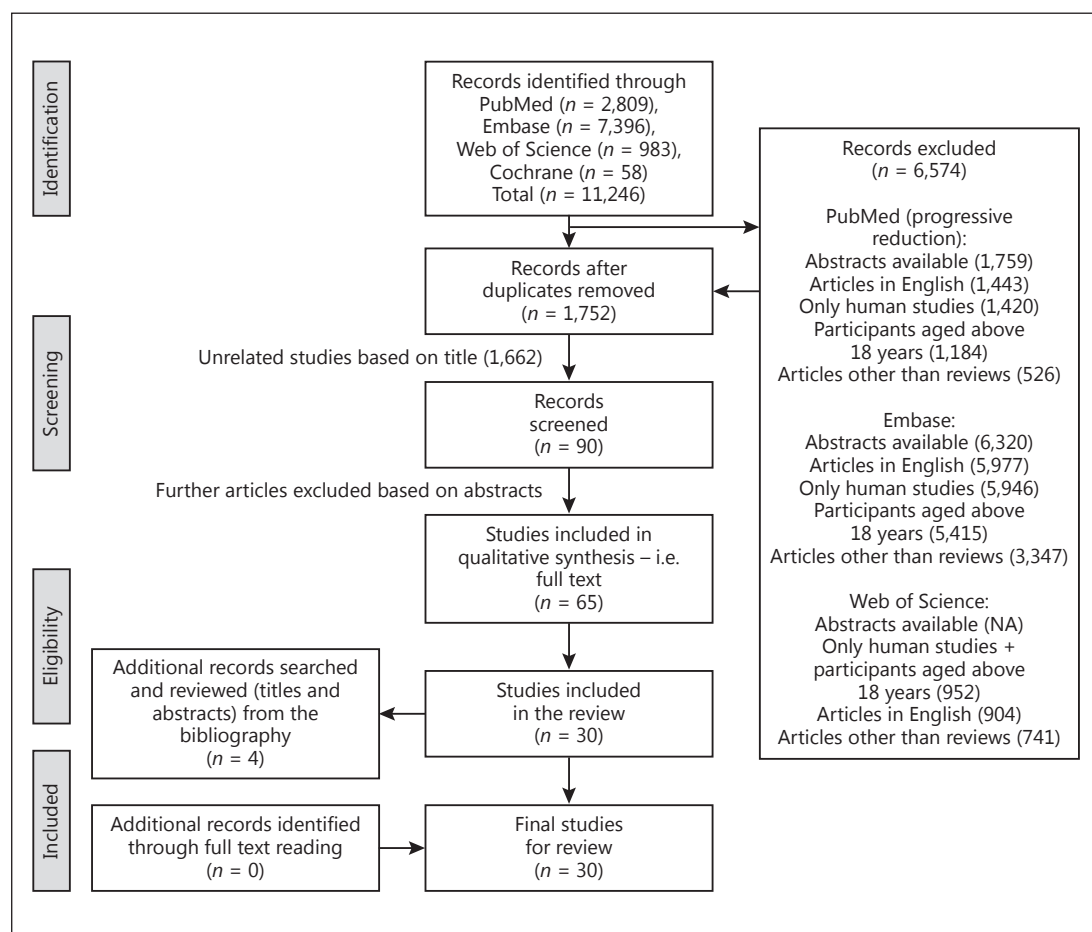 Identification
Records identified through
PubMed (n = 2,809),
Embase (n = 7,396),
Web of Science (n = 983),
Cochrane (n = 58)
Total (n = 11,246)
Records excluded
(n = 6,574)
PubMed (progressive
reduction):
Abstracts available (1,759)
Articles in English (1,443)
Only human studies (1,420)
Participants aged above
18 years (1,184)
Articles other than reviews (526)
Embase:
Abstracts available (6,320)
Articles in English (5,977)
Only human studies (5,946)
Participants aged above
18 years (5,415)
Articles other than reviews (3,347)
Web of Science:
Abstracts available (NA)
Only human studies +
participants aged above
18 years (952)
Articles in English (904)
Articles other than reviews (741)
Records after
duplicates removed
(n = 1,752)
Screening
Unrelated studies based on title (1,662)
Records
screened
(n = 90)
Further articles excluded based on abstracts
Studies included in
qualitative synthesis – i.e.
full text
(n = 65)
Eligibility
Additional records searched
and reviewed (titles and
abstracts) from the
bibliography
(n = 4)
Studies included
in the review
(n = 30)
Included
Additional records identified
through full text reading
(n = 0)
Final studies
for review
(n = 30)